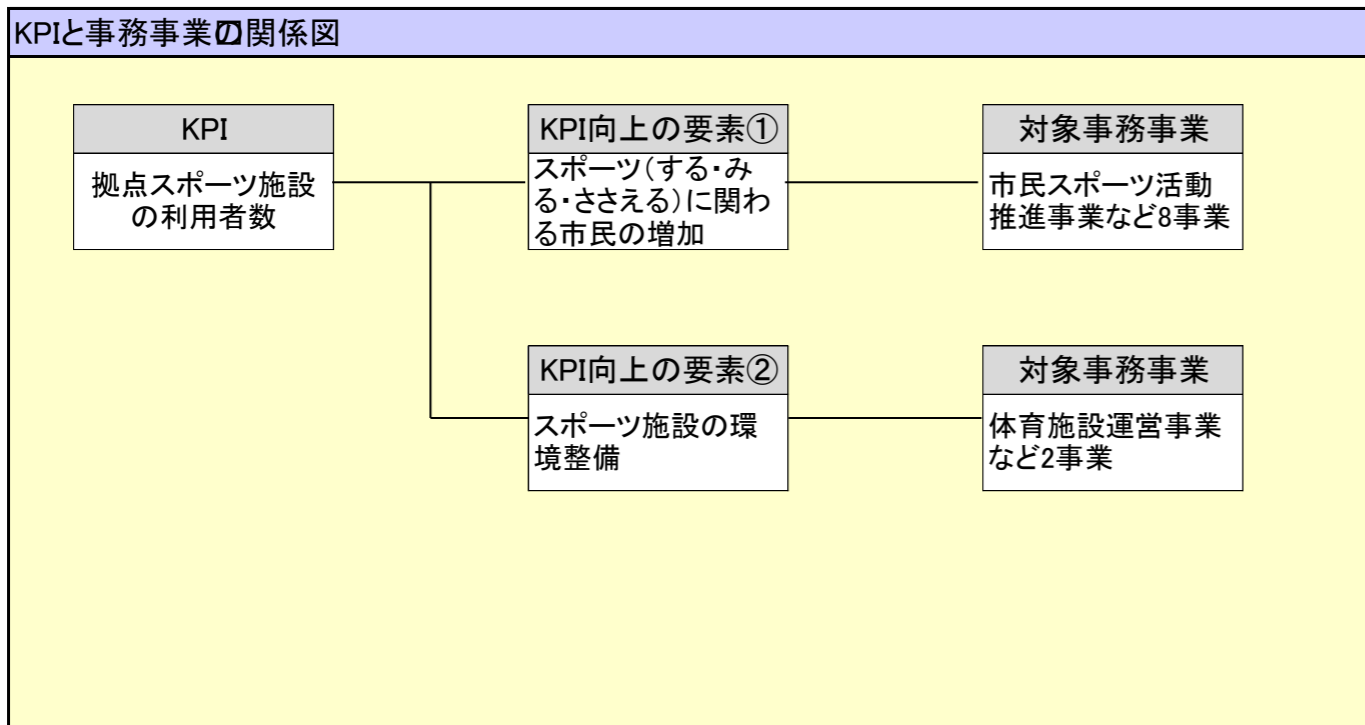 KPIと事務事業の関係図
KPI
拠点スポーツ施設
の利用者数
KPI向上の要素①
スポーツ(する・み
る・ささえる)に関わ
る市民の増加
対象事務事業
市民スポーツ活動
推進事業など8事業
KPI向上の要素②
スポーツ施設の環
境整備
対象事務事業
体育施設運営事業
など2事業